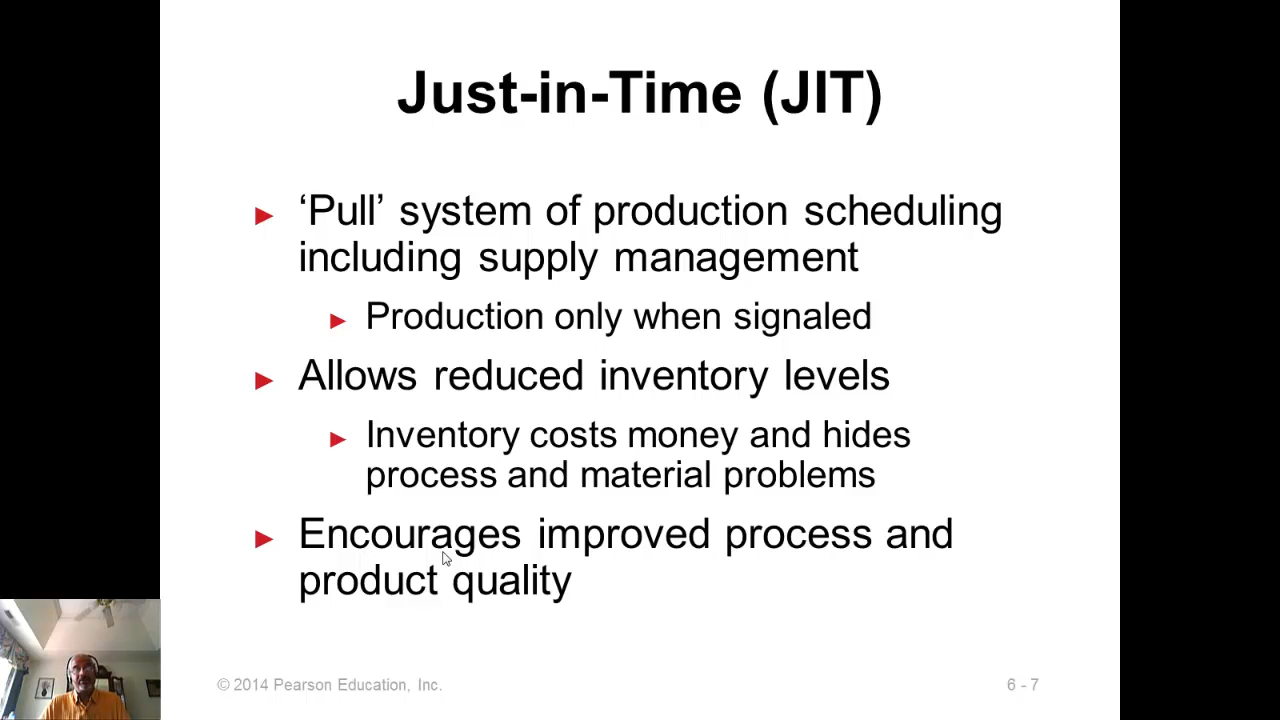 Just-in-Time (JIT)
‘Pull’ system of production scheduling
including supply management
Production only when signaled
Allows reduced inventory levels
Inventory costs money and hides
process and material problems
Encourages improved process and
product quality
© 2014 Pearson Education, Inc.
6 - 7